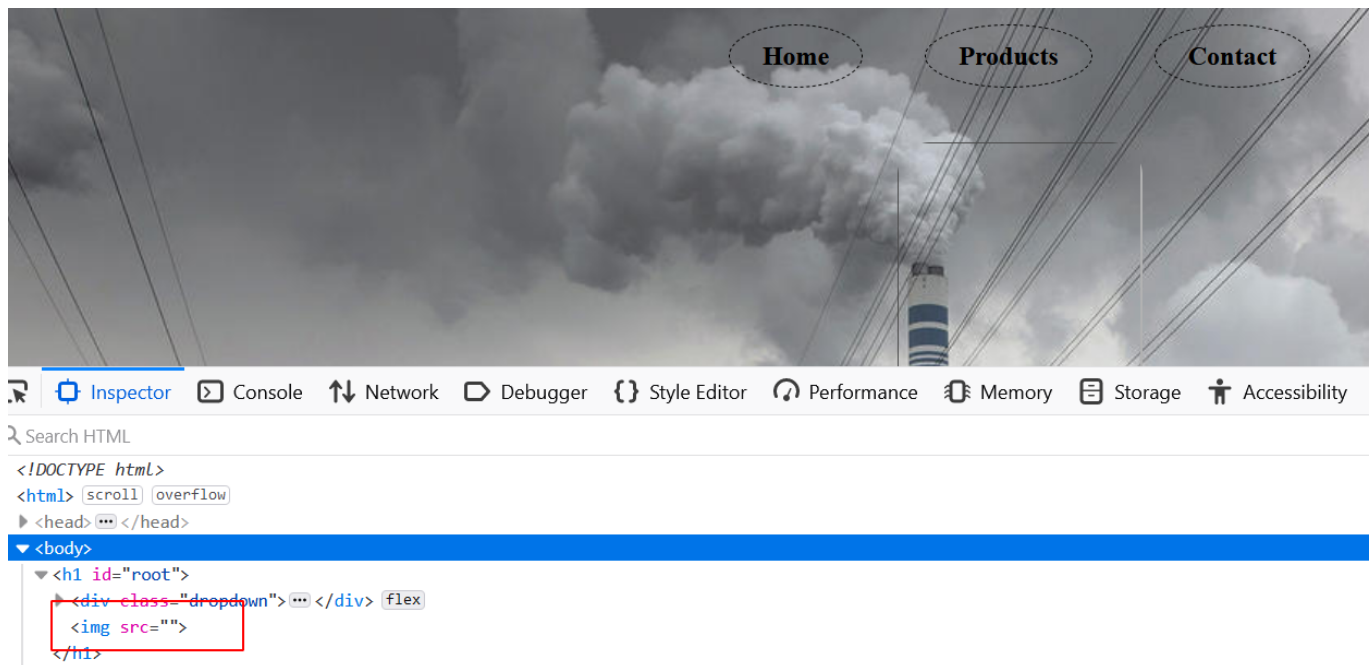 Home Products Contact
Inspector Console Network Debugger Style Editor Performance Memory Storage Accessibility
Search HTML
<!DOCTYPE html>
<html> scroll overflow
<head> ••• </head>
<body>
<h1 id="root">
<div class="dropdown"> ••• </div> flex
<img src="">
</h1>